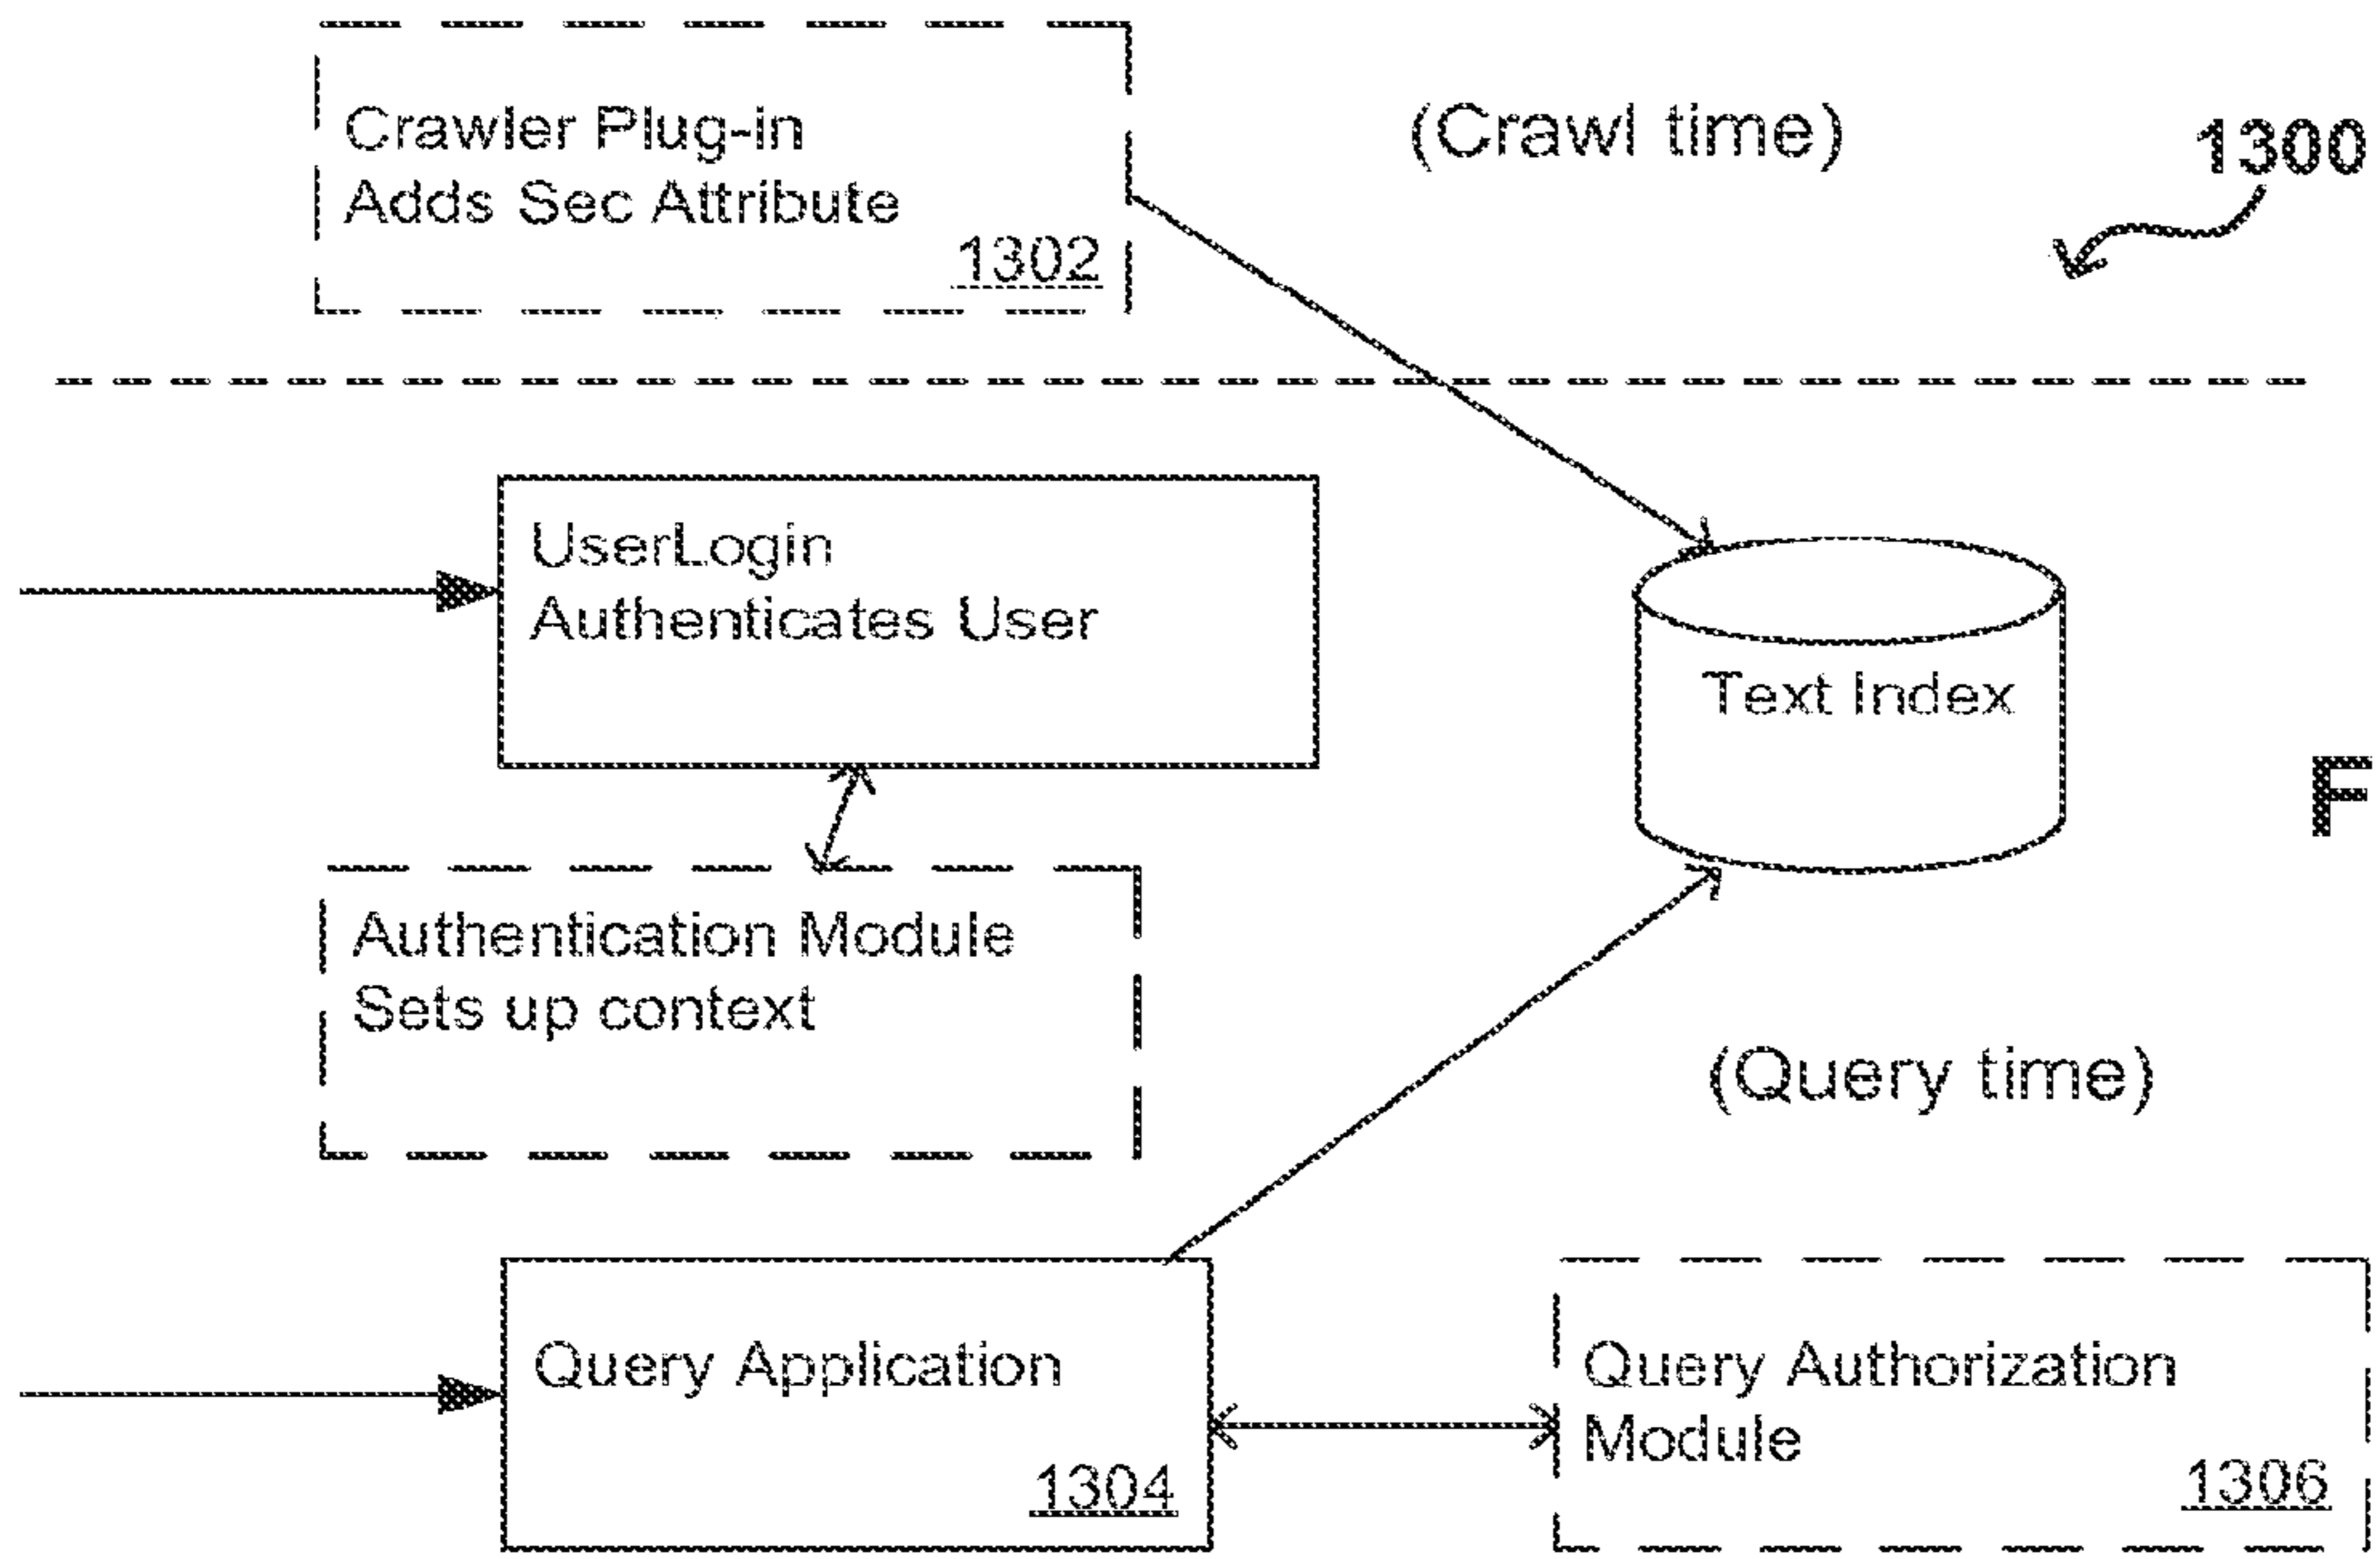 Crawler Plug-in
Adds Sec Attribute
1302
(Crawl time)
1300
UserLogin
Authenticates User
Text Index
F
Authentication Module
Sets up context
(Query time)
Query Application
1304
Query Authorization
Module
1306